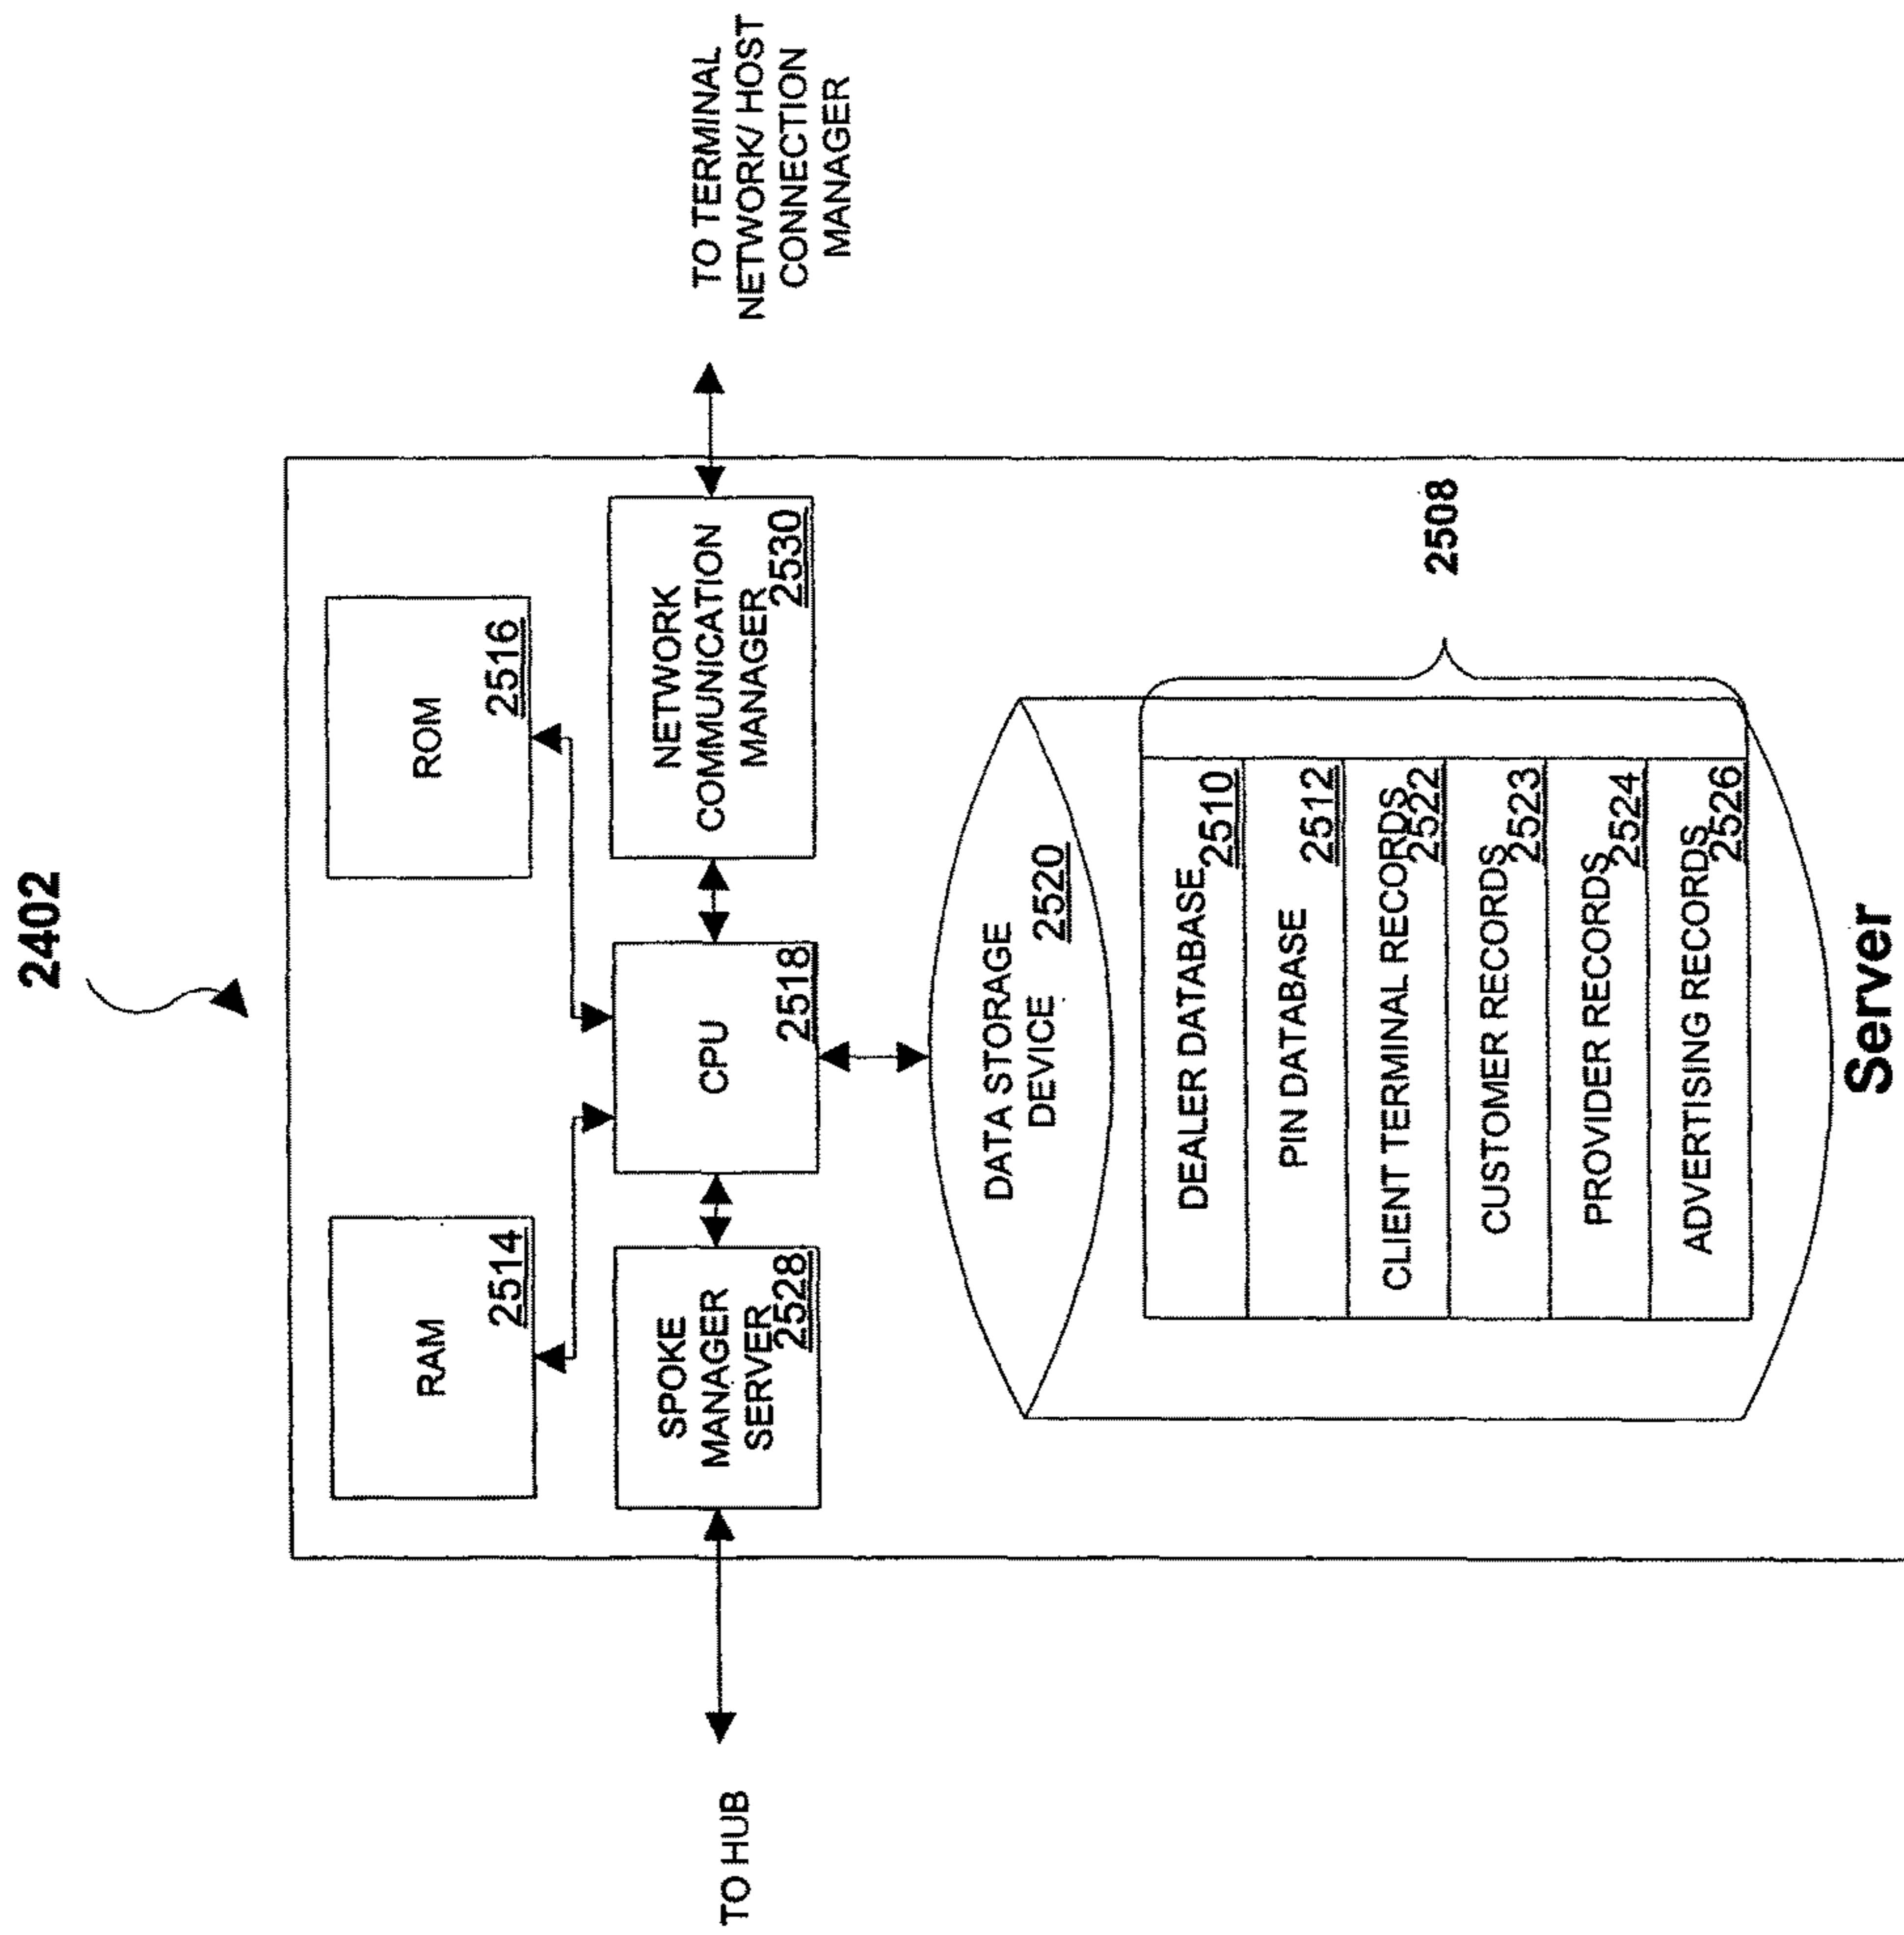 2402
RAM
2514
ROM
2516
SPOKE
MANAGER
SERVER
2528
CPU
2518
NETWORK
COMMUNICATION
MANAGER
2530
TO HUB
TO TERMINAL
NETWORK/ HOST
CONNECTION
MANAGER
DATA STORAGE
DEVICE 2520
DEALER DATABASE
2510
PIN DATABASE
2512
CLIENT TERMINAL RECORDS
2522
CUSTOMER RECORDS
2523
PROVIDER RECORDS
2524
ADVERTISING RECORDS
2526
2508
Server